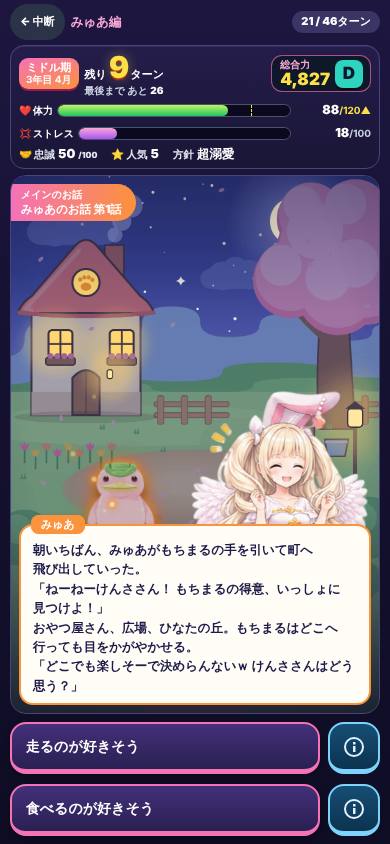 ← 中断
みゅあ編
21 / 46ターン
ミドル期
3年目 4月
残り9ターン
最後まで あと 26
総合力
4,827 D
体力 88/120▲
ストレス 18/100
忠誠 50 /100 人気 5 方針 超溺愛
メインのお話
みゅあのお話 第1話
みゅあ
朝いちばん、みゅあがもちまるの手を引いて町へ
飛び出していった。
「ねーねーけんささん！ もちまるの得意、いっしょに
見つけよ！」
おやつ屋さん、広場、ひなたの丘。もちまるはどこへ
行っても目をかがやかせる。
「どこでも楽しそーで決めらんないw けんささんはどう
思う？」
走るのが好きそう
食べるのが好きそう